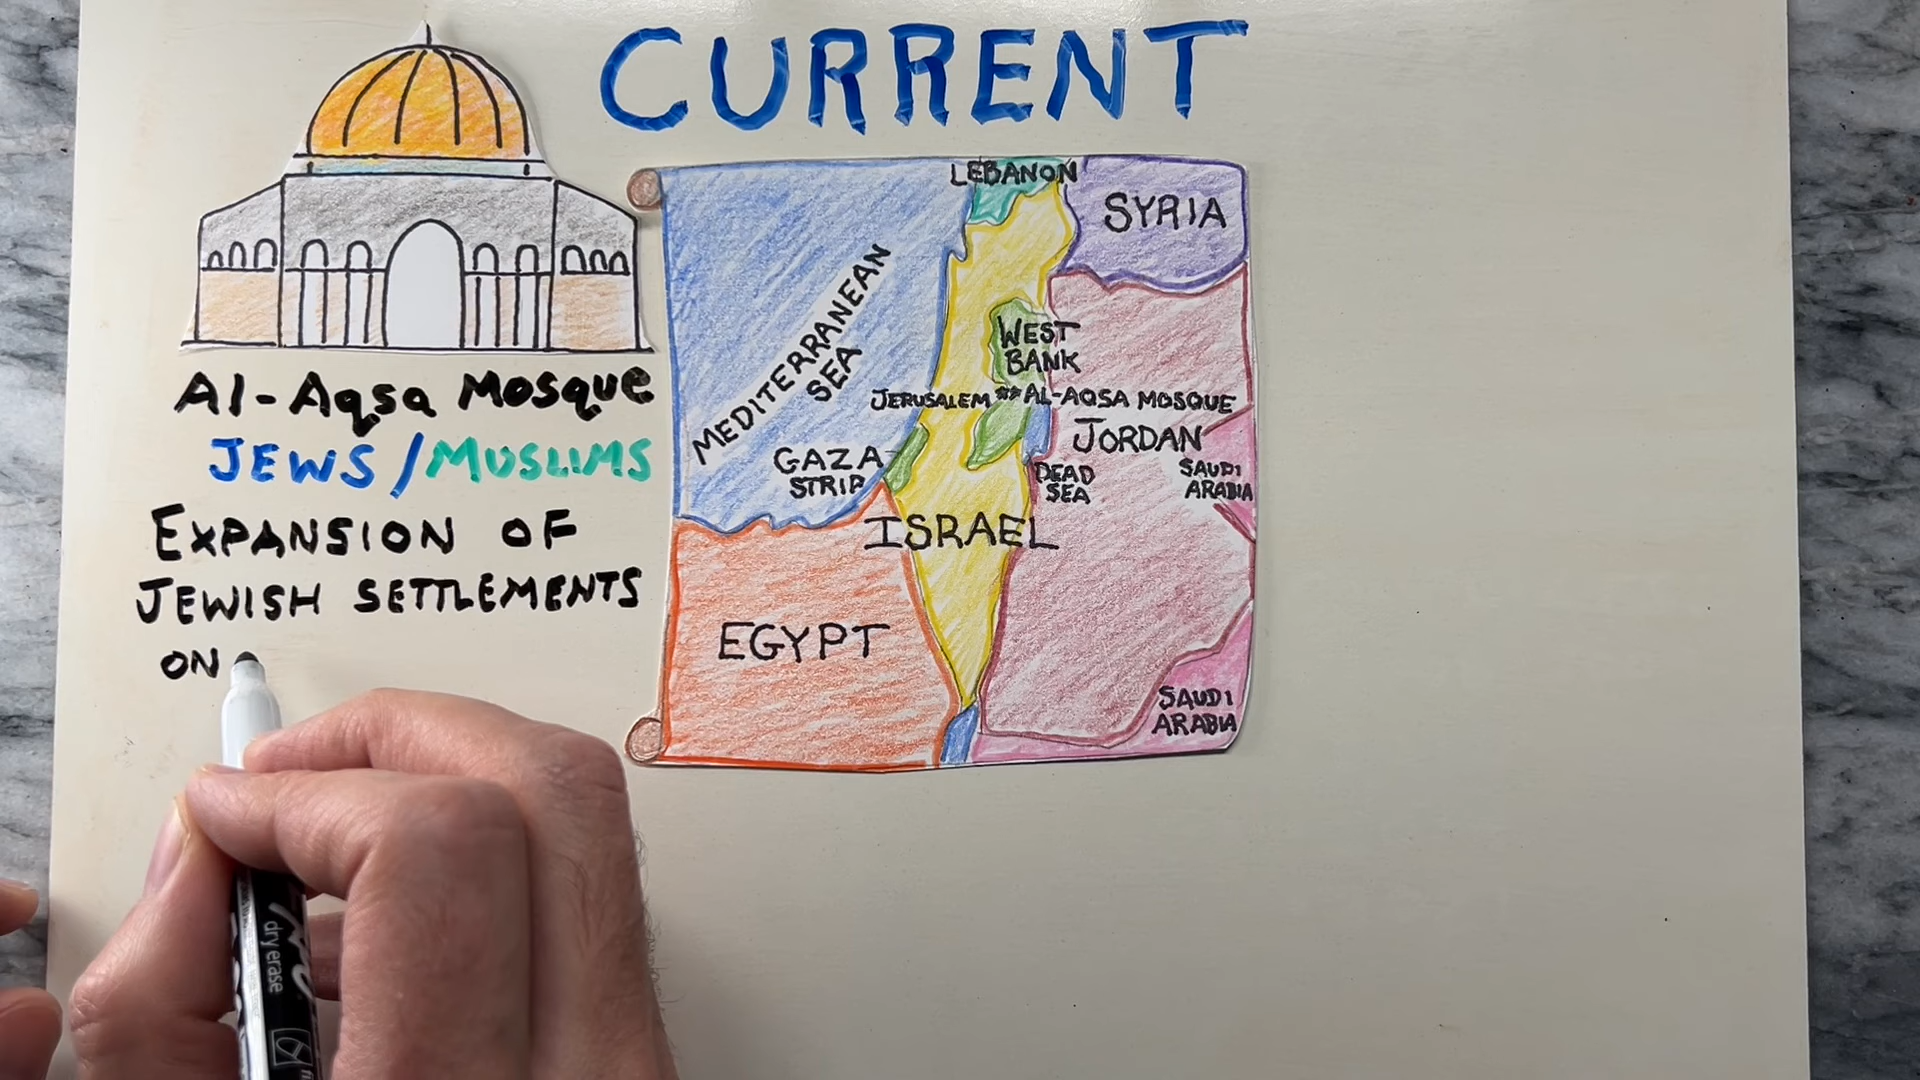 CURRENT
Al-Aqsa Mosque
JEWS/MUSLIMS
EXPANSION OF
JEWISH SETTLEMENTS
ON
LEBANON
SYRIA
MEDITERRANEAN
SEA
WEST
BANK
JERUSALEM ** AL-AQSA MOSQUE
JORDAN
GAZA
STRIP
DEAD
SEA
SAUDI
ARABIA
ISRAEL
EGYPT
SAUDI
ARABIA
dry erase